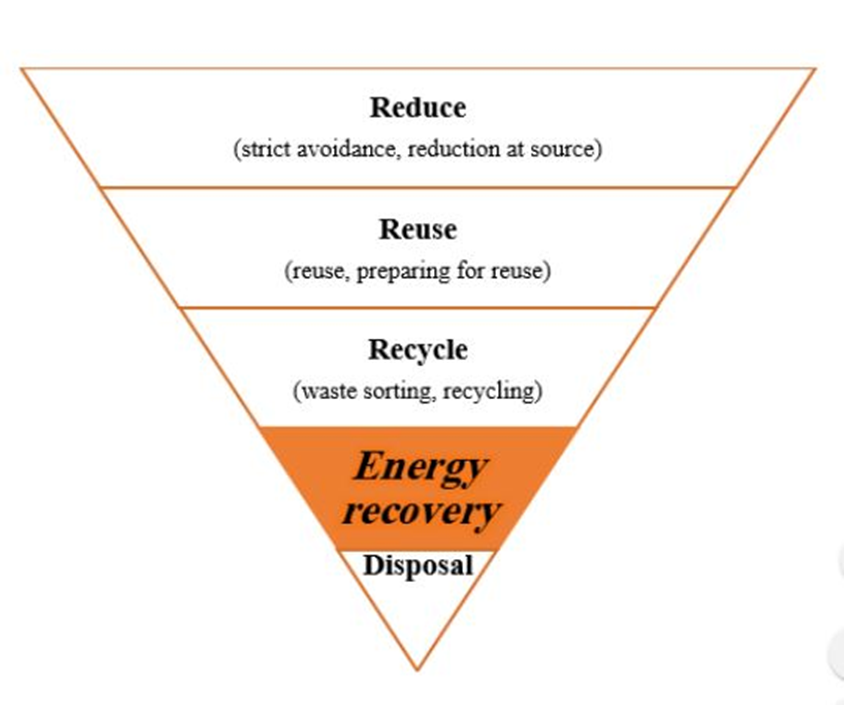 Reduce
(strict avoidance, reduction at source)
Reuse
(reuse, preparing for reuse)
Recycle
(waste sorting, recycling)
Energy
recovery
Disposal